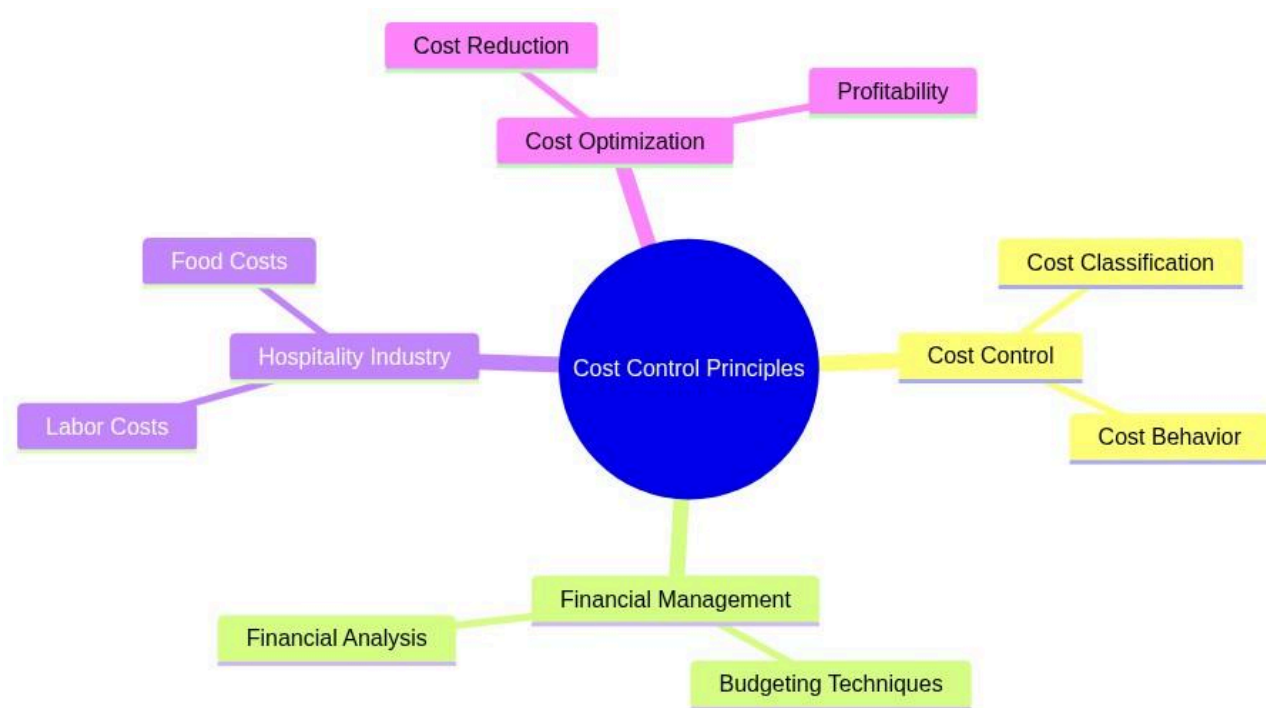 Cost Reduction
Profitability
Cost Optimization
Food Costs
Cost Classification
Hospitality Industry
Cost Control Principles
Cost Control
Labor Costs
Cost Behavior
Financial Management
Financial Analysis
Budgeting Techniques